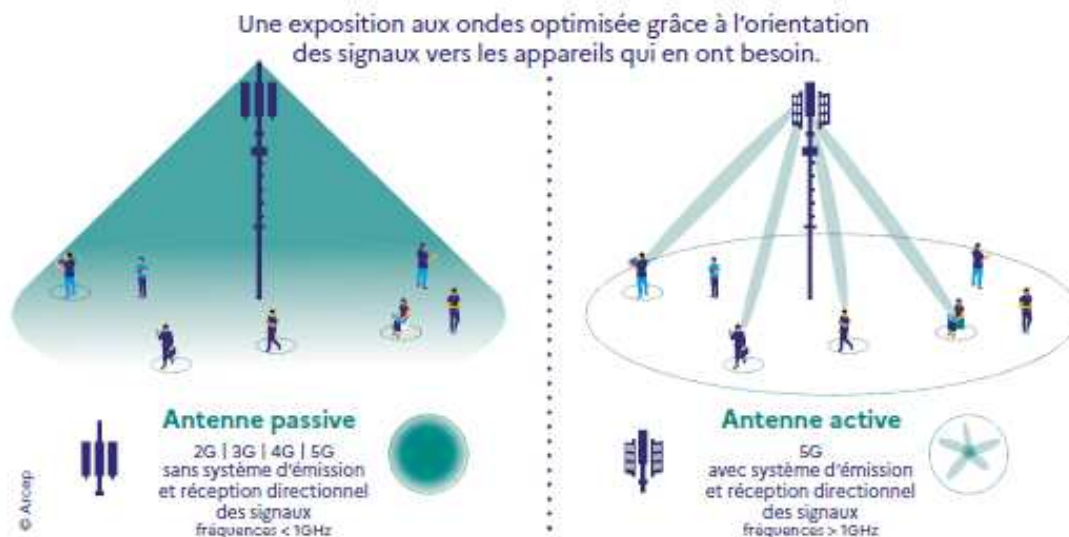 Une exposition aux ondes optimisée grâce à l'orientation
des signaux vers les appareils qui en ont besoin.
Antenne passive
2G | 3G | 4G | 5G
sans système d'émission
et réception directionnel
des signaux
fréquences < 1GHz
Antenne active
5G
avec système d'émission
et réception directionnel
des signaux
fréquences > 1GHz
© Arcep